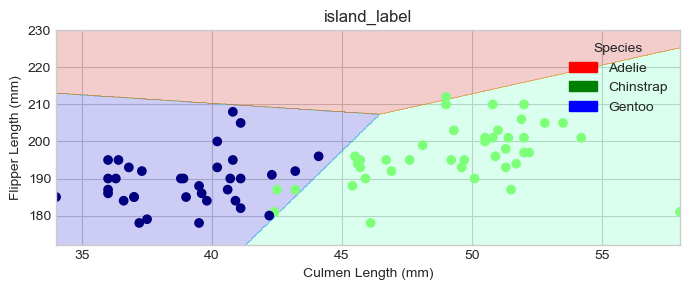 island_label
230
220
210
200
190
180
Flipper Length (mm)
Species
Adelie
Chinstrap
Gentoo
35
40
45
50
55
Culmen Length (mm)